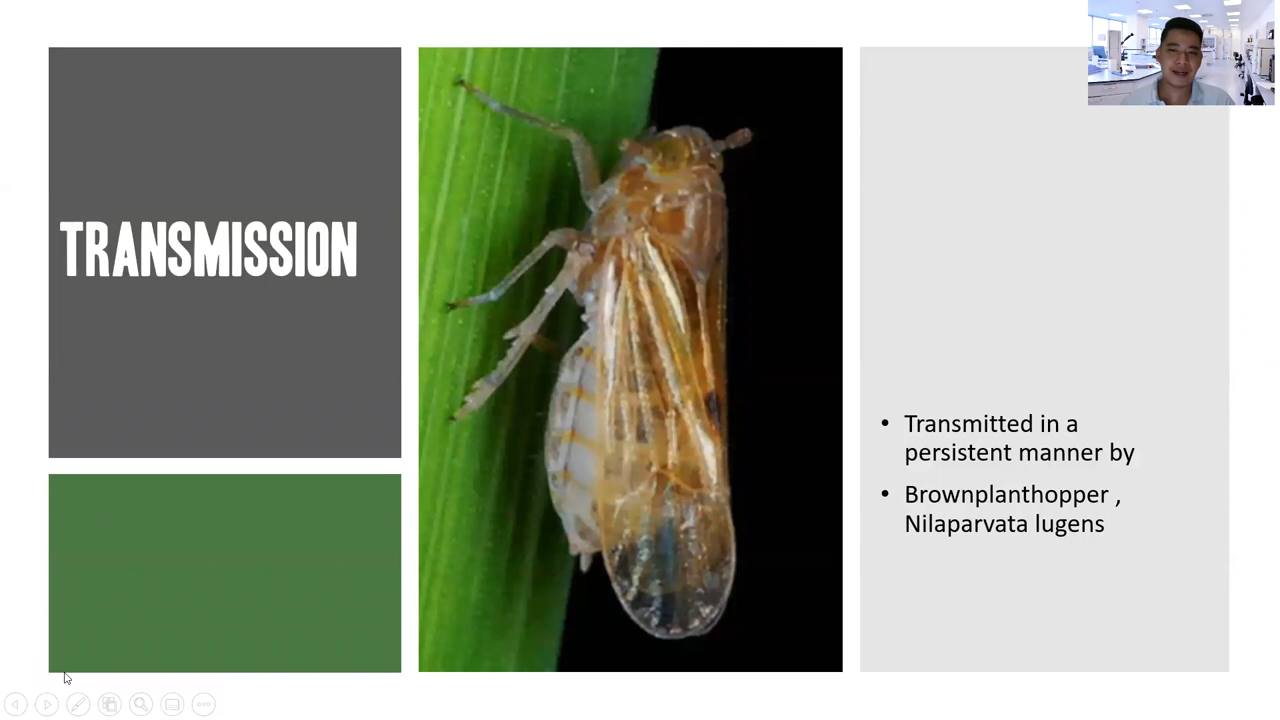 TRANSMISSION
• Transmitted in a
persistent manner by
• Brownplanthopper ,
Nilaparvata lugens